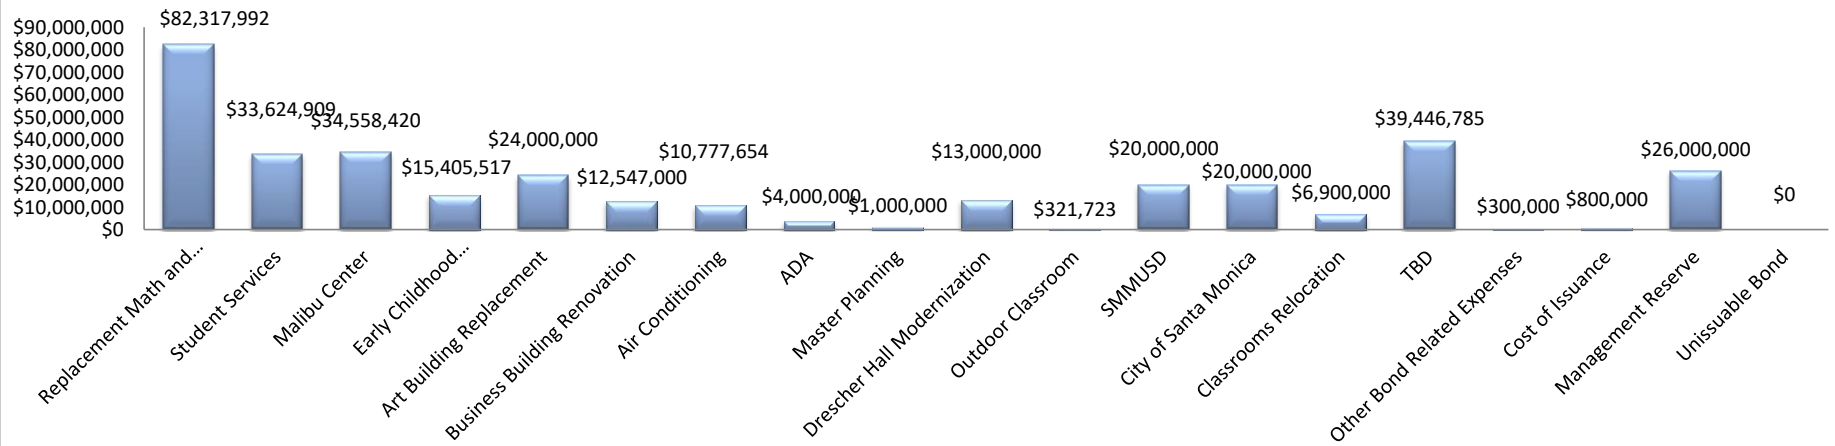 $90,000,000
$80,000,000
$70,000,000
$60,000,000
$50,000,000
$40,000,000
$30,000,000
$20,000,000
$10,000,000
$0
$82,317,992
$33,624,909
$34,558,420
$15,405,517
$24,000,000
$12,547,000
$10,777,654
$4,000,000
$1,000,000
$13,000,000
$321,723
$20,000,000
$20,000,000
$6,900,000
$39,446,785
$300,000
$800,000
$26,000,000
$0
Replacement Math and...
Student Services
Malibu Center
Early Childhood...
Art Building Replacement
Business Building Renovation
Air Conditioning
ADA
Master Planning
Drescher Hall Modernization
Outdoor Classroom
SMMUSD
City of Santa Monica
Classrooms Relocation
TBD
Other Bond Related Expenses
Cost of Issuance
Management Reserve
Unissuable Bond